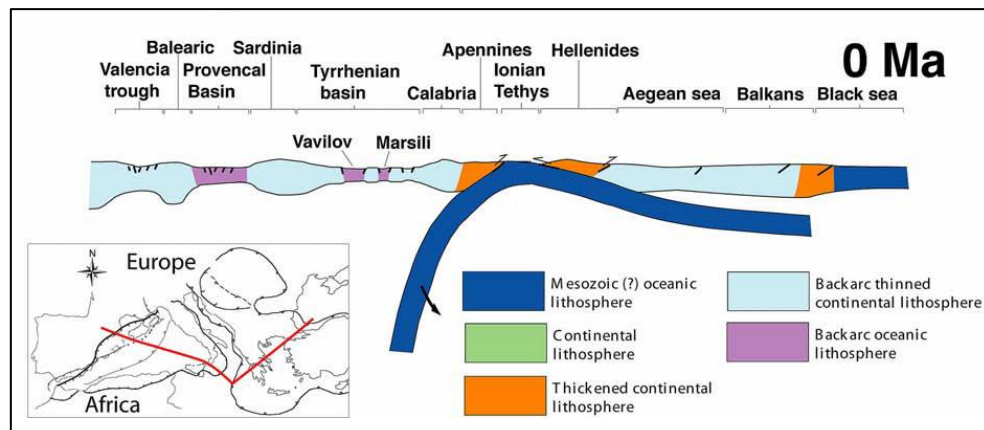 Balearic Sardinia Apennines Hellenides
0 Ma
Valencia trough
Provencal Basin
Tyrrhenian basin
Calabria
Ionian Tethys
Aegean sea
Balkans
Black sea
Vavilov
Marsili
N
Europe
Africa
Mesozoic (?) oceanic
lithosphere
Continental
lithosphere
Thickened continental
lithosphere
Backarc thinned
continental lithosphere
Backarc oceanic
lithosphere